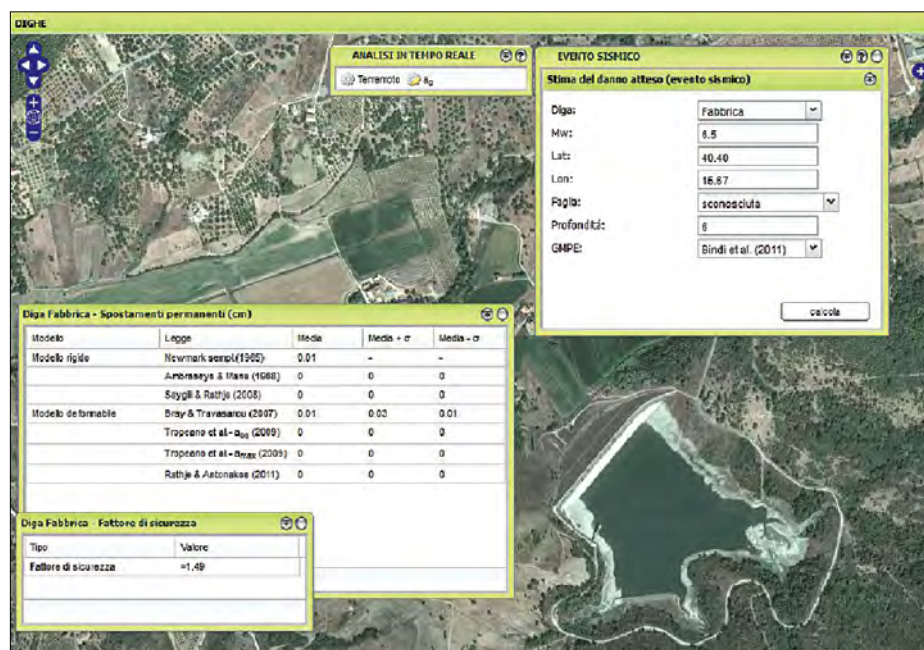 DIGHE
ANALISI IN TEMPO REALE
Terremoto ag
EVENTO SISMICO
Stima del danno atteso (evento sismico)
Diga: Fabbrica
Mw: 6.5
Lat: 40.40
Lon: 15.67
Faglia: sconosciuta
Profondità: 6
GMPE: Bindi et al. (2011)
calcola
Diga Fabbrica - Spostamenti permanenti (cm)
Modello Legge Media Media + σ Media - σ
Modello rigido Newmark sempl.(1965) 0.01 - -
Ambraseys & Menu (1988) 0 0 0
Saygili & Rathje (2008) 0 0 0
Modello deformabile Bray & Travasarou (2007) 0.01 0.03 0.01
Tropeano et al - aeq (2009) 0 0 0
Tropeano et al - amax (2009) 0 0 0
Rathje & Antonakos (2011) 0 0 0
Diga Fabbrica - Fattore di sicurezza
Tipo Valore
Fattore di sicurezza =1,49